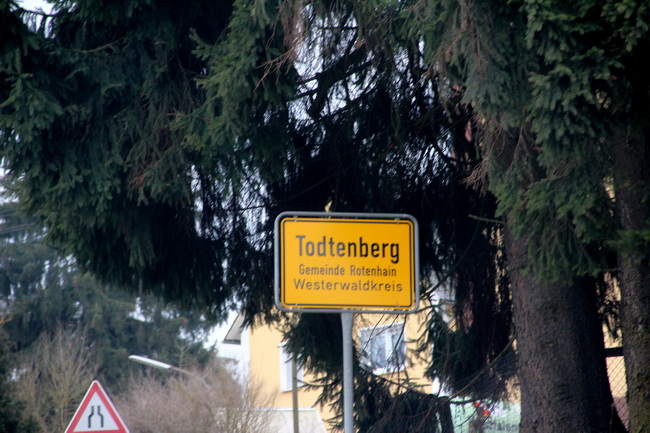 Todtenberg
Gemeinde Rotenhain
Westerwaldkreis